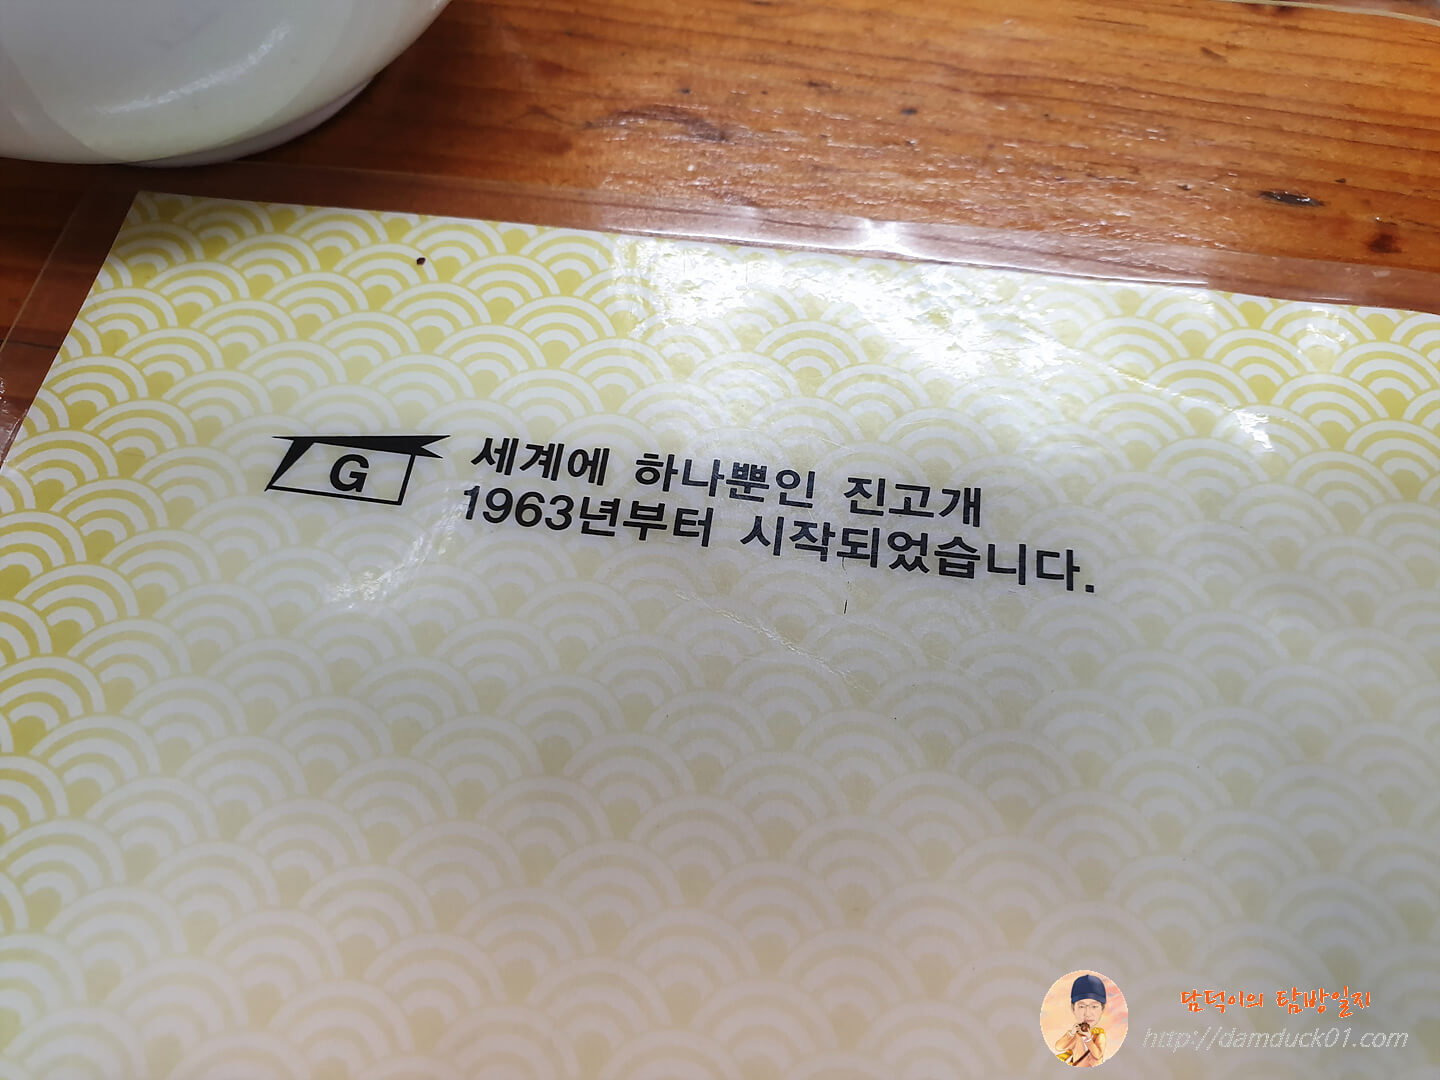 G
세계에 하나뿐인 진고개
1963년부터 시작되었습니다.
담덕이의 탐방일지
http://damduck01.com